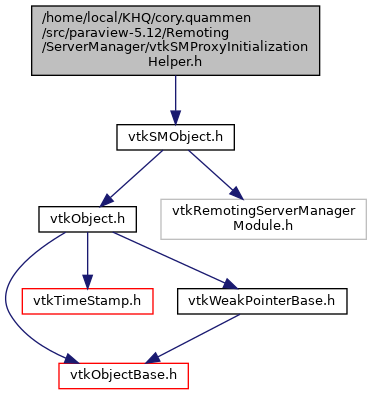 /home/local/KHQ/cory.quammen
/src/paraview-5.12/Remoting
/ServerManager/vtkSMProxyInitialization
Helper.h
vtkSMObject.h
vtkObject.h
vtkRemotingServerManager
Module.h
vtkTimeStamp.h
vtkWeakPointerBase.h
vtkObjectBase.h